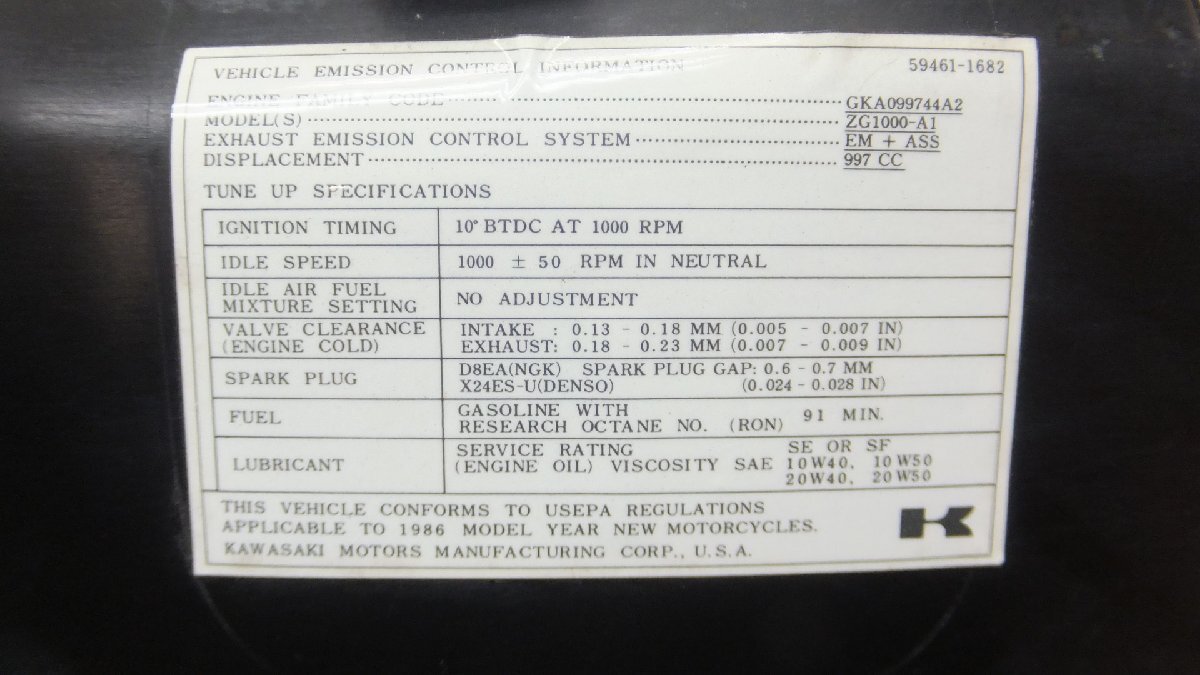 VEHICLE EMISSION CONTROL INFORMATION 59461-1682
ENGINE FAMILY CODE GKA099744A2
MODEL(S) ZG1000-A1
EXHAUST EMISSION CONTROL SYSTEM EM + ASS
DISPLACEMENT 997 CC
TUNE UP SPECIFICATIONS
IGNITION TIMING 10° BTDC AT 1000 RPM
IDLE SPEED 1000 ± 50 RPM IN NEUTRAL
IDLE AIR FUEL
MIXTURE SETTING NO ADJUSTMENT
VALVE CLEARANCE INTAKE : 0.13 - 0.18 MM (0.005 - 0.007 IN)
(ENGINE COLD) EXHAUST: 0.18 - 0.23 MM (0.007 - 0.009 IN)
SPARK PLUG D8EA(NGK) SPARK PLUG GAP: 0.6 - 0.7 MM
X24ES-U(DENSO) (0.024 - 0.028 IN)
FUEL GASOLINE WITH
RESEARCH OCTANE NO. (RON) 91 MIN.
LUBRICANT SERVICE RATING SE OR SF
(ENGINE OIL) VISCOSITY SAE 10W40, 10W50
20W40, 20W50
THIS VEHICLE CONFORMS TO USEPA REGULATIONS
APPLICABLE TO 1986 MODEL YEAR NEW MOTORCYCLES.
KAWASAKI MOTORS MANUFACTURING CORP., U.S.A.